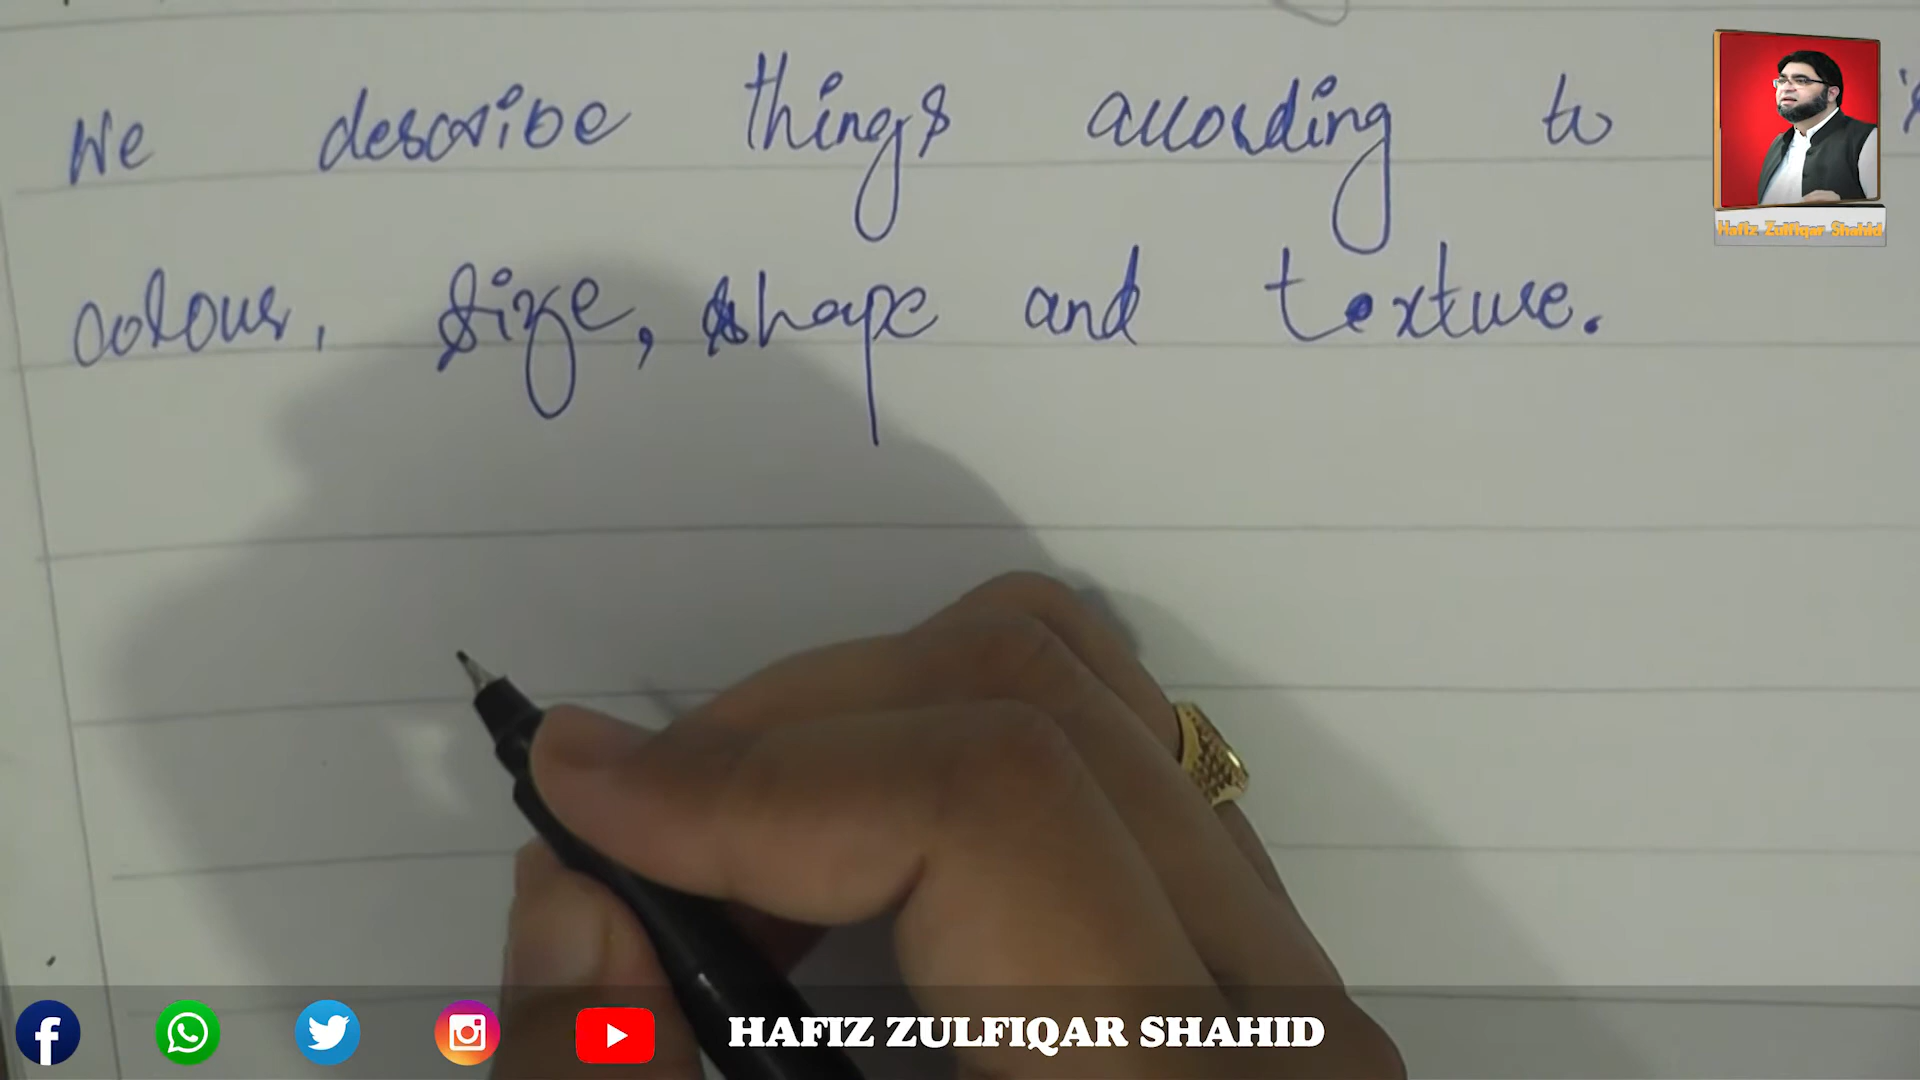 We describe things according to
colour, size, shape and texture.
Hafiz Zulfiqar Shahid
HAFIZ ZULFIQAR SHAHID